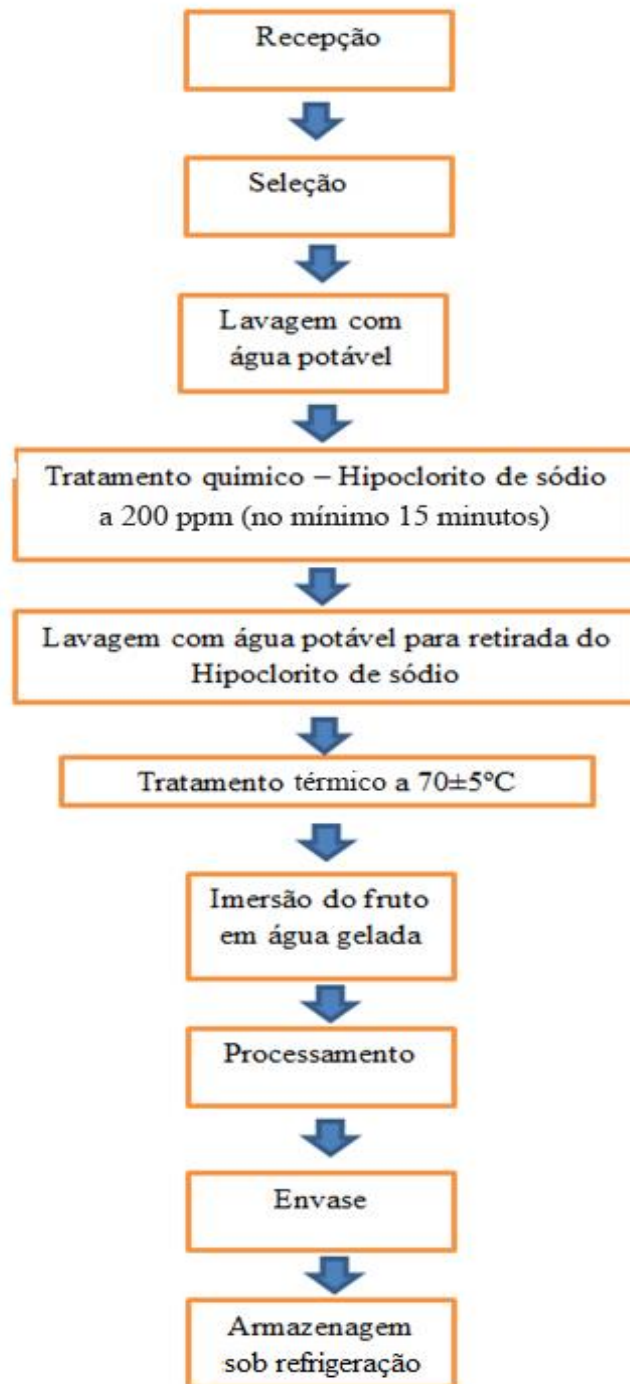 Recepção
Seleção
Lavagem com
água potável
Tratamento químico – Hipoclorito de sódio
a 200 ppm (no mínimo 15 minutos)
Lavagem com água potável para retirada do
Hipoclorito de sódio
Tratamento térmico a 70±5ºC
Imersão do fruto
em água gelada
Processamento
Envase
Armazenagem
sob refrigeração